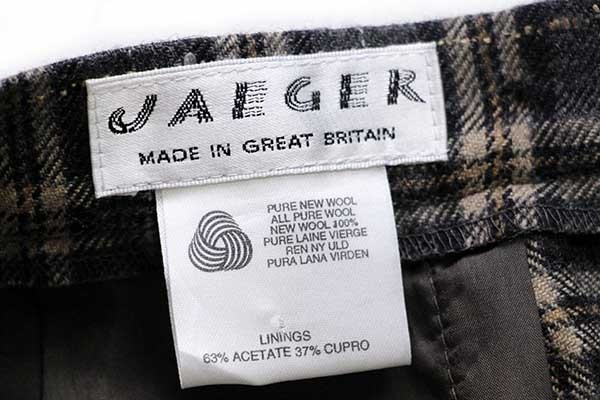 JAEGER
MADE IN GREAT BRITAIN
PURE NEW WOOL
ALL PURE WOOL
NEW WOOL 100%
PURE LAINE VIERGE
REN NY ULD
PURA LANA VIRDEN
LININGS
63% ACETATE 37% CUPRO